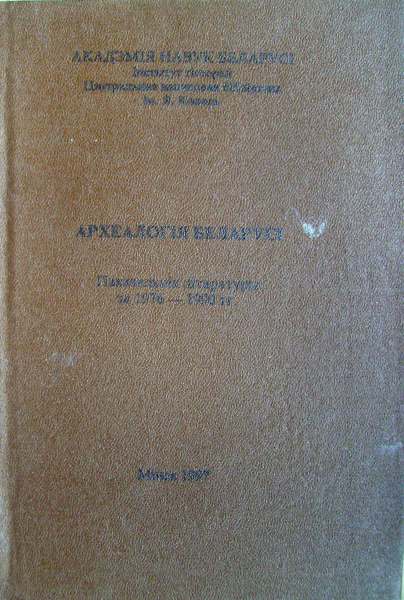 АКАДЭМІЯ НАВУК БЕЛАРУСІ
Інстытут гісторыі
Цэнтральная навуковая бібліятэка
ім. Я. Коласа
АРХЕАЛОГІЯ БЕЛАРУСІ
Паказальнік літаратуры
за 1976 — 1990 гг
Мінск 1997